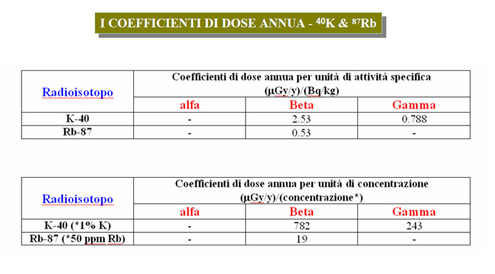 I COEFFICIENTI DI DOSE ANNUA - ⁴⁰K & ⁸⁷Rb
Radioisotopo
Coefficienti di dose annua per unità di attività specifica
(µGy/y)/(Bq/kg)
alfa Beta Gamma
K-40 - 2.53 0.788
Rb-87 - 0.53 -
Radioisotopo
Coefficienti di dose annua per unità di concentrazione
(µGy/y)/(concentrazione*)
alfa Beta Gamma
K-40 (*1% K) - 782 243
Rb-87 (*50 ppm Rb) - 19 -